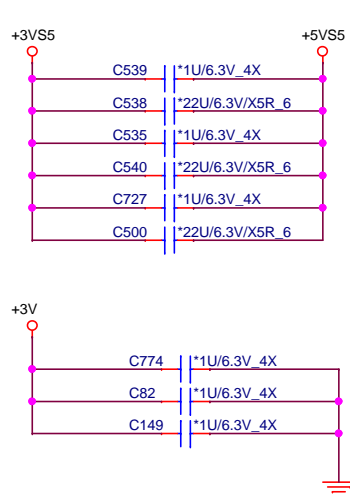 +3VS5 +5VS5
C539 *1U/6.3V_4X
C538 *22U/6.3V/X5R_6
C535 *1U/6.3V_4X
C540 *22U/6.3V/X5R_6
C727 *1U/6.3V_4X
C500 *22U/6.3V/X5R_6
+3V
C774 *1U/6.3V_4X
C82 *1U/6.3V_4X
C149 *1U/6.3V_4X